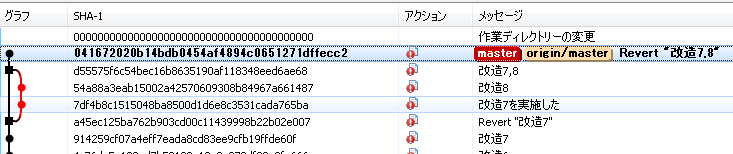 グラフ SHA-1 アクション メッセージ
0000000000000000000000000000000000000000 作業ディレクトリーの変更
041672020b14bdb0454af4894c0651271dffecc2 master origin/master Revert "改造7,8"
d55575f6c54bec16b8635190af118348eed6ae68 改造7,8
54a88a3eab15002a42570609308b84967a661487 改造8
7df4b8c1515048ba8500d1d6e8c3531cada765ba 改造7を実施した
a45ec125ba762b903cd00c11439998b22b02e007 Revert "改造7"
914259cf07a4eff7eada8cd83ee9cfb19ffde60f 改造7